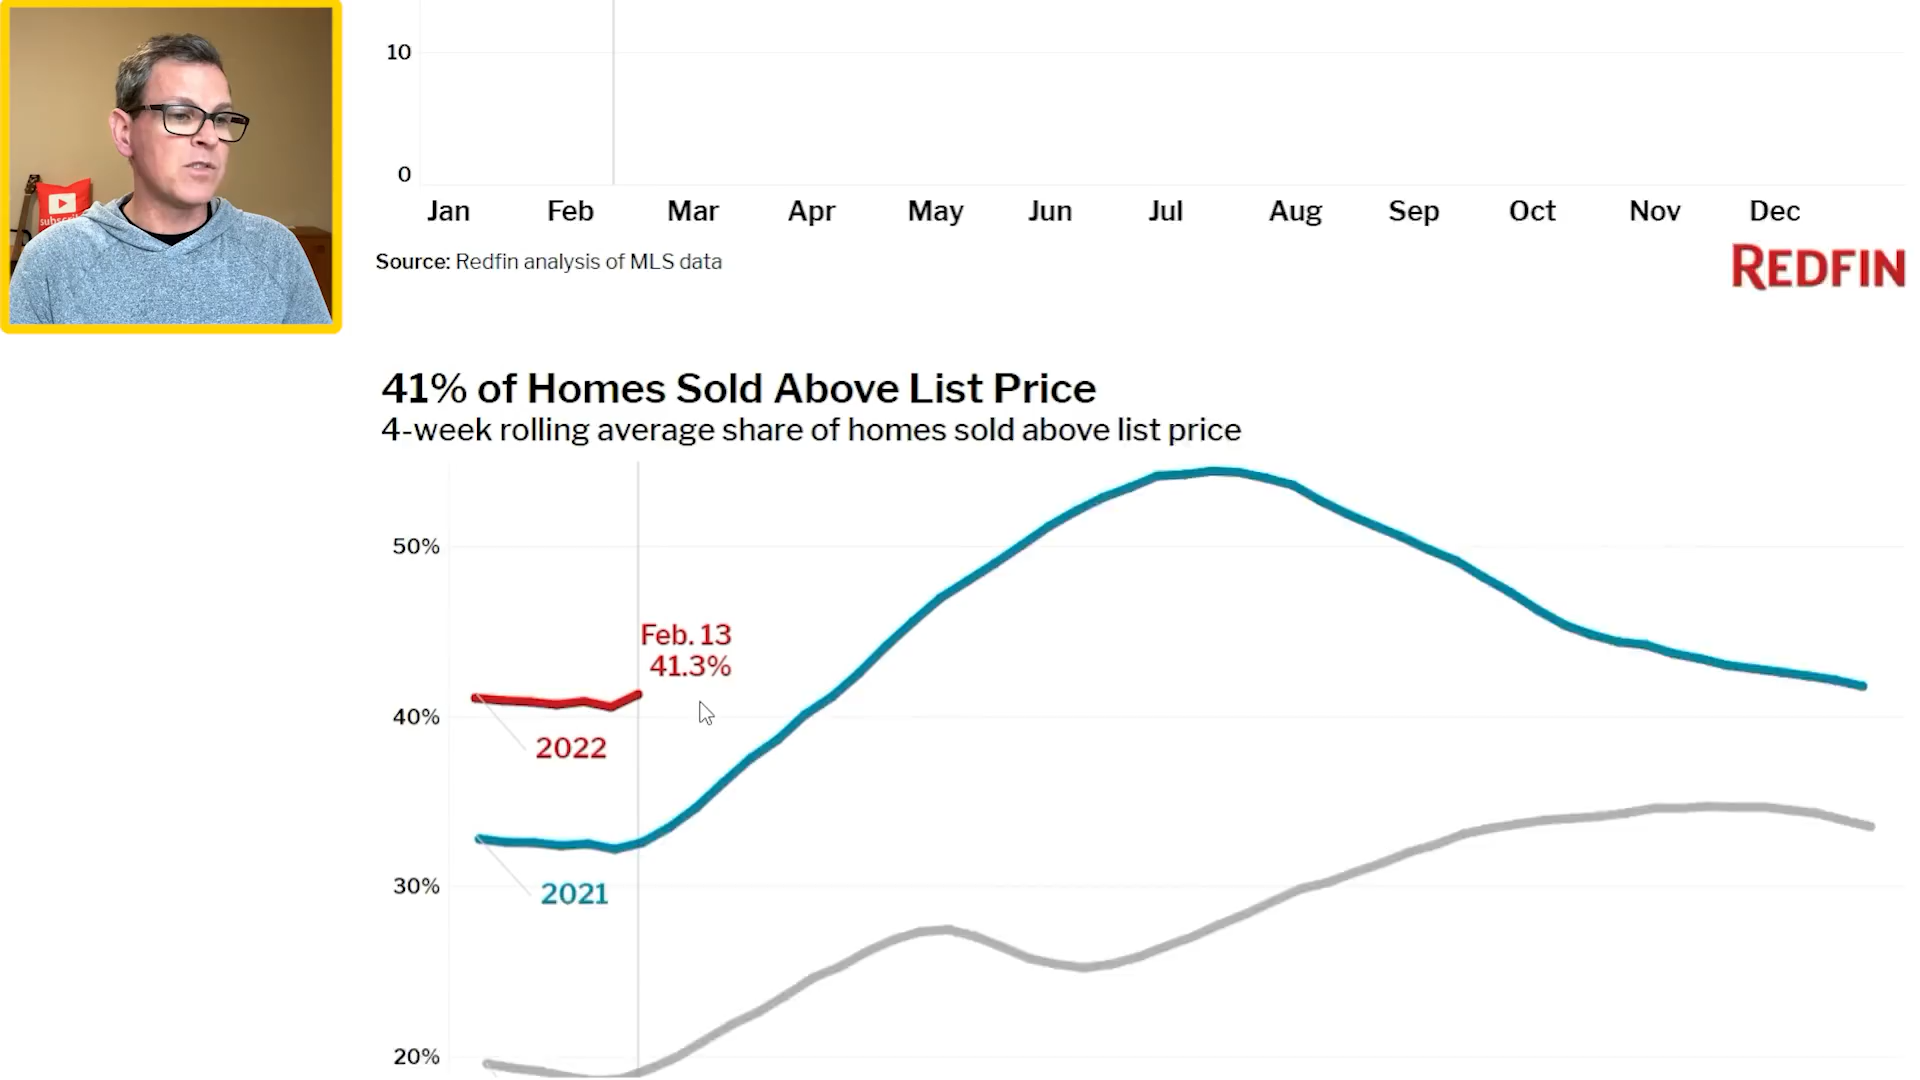 10
0
Jan Feb Mar Apr May Jun Jul Aug Sep Oct Nov Dec
Source: Redfin analysis of MLS data
REDFIN
41% of Homes Sold Above List Price
4-week rolling average share of homes sold above list price
50%
Feb. 13
41.3%
40%
2022
30%
2021
20%